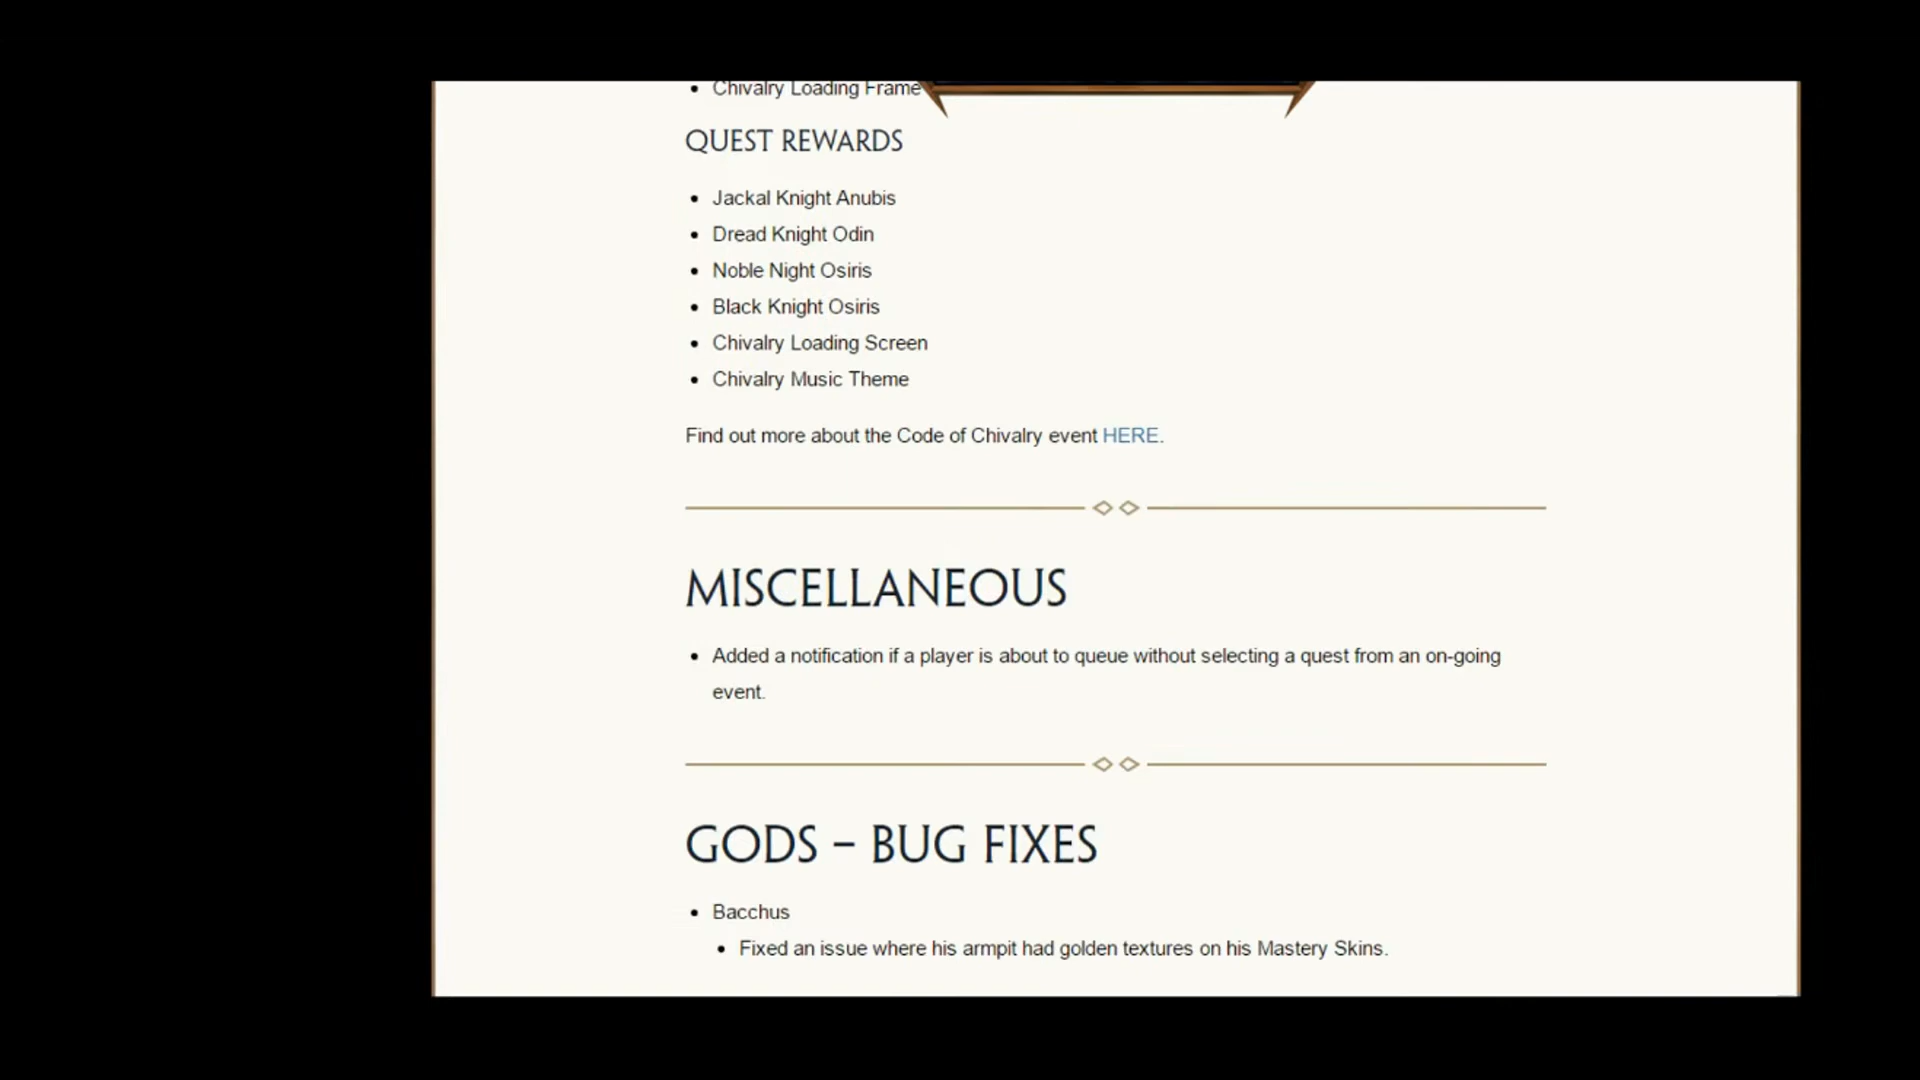 Chivalry Loading Frame
QUEST REWARDS
Jackal Knight Anubis
Dread Knight Odin
Noble Night Osiris
Black Knight Osiris
Chivalry Loading Screen
Chivalry Music Theme
Find out more about the Code of Chivalry event HERE.
MISCELLANEOUS
Added a notification if a player is about to queue without selecting a quest from an on-going
event.
GODS – BUG FIXES
Bacchus
Fixed an issue where his armpit had golden textures on his Mastery Skins.